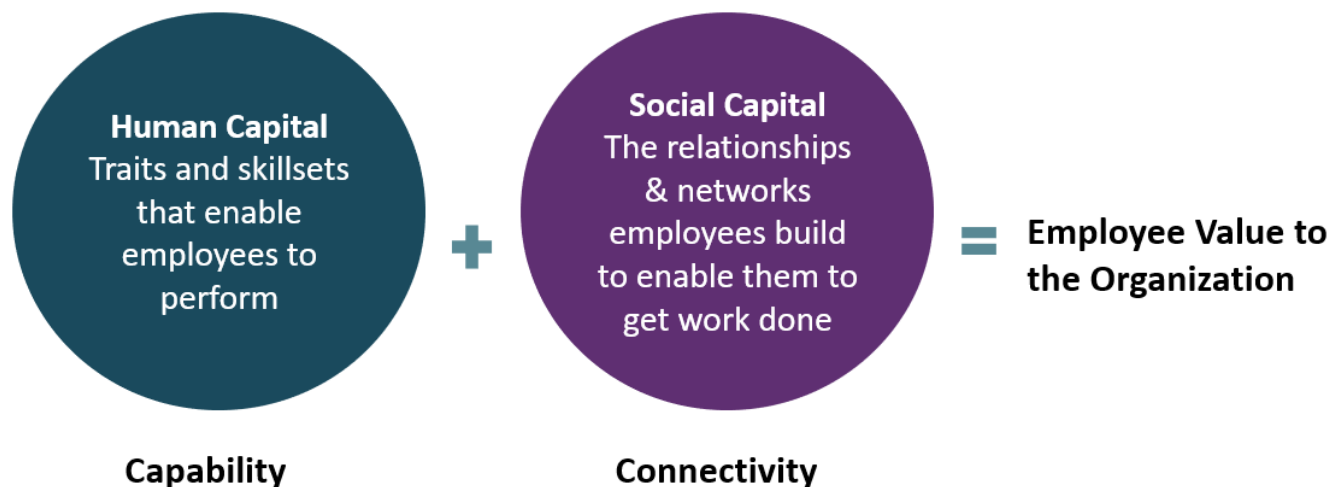 Human Capital
Traits and skillsets
that enable
employees to
perform
Capability
+
Social Capital
The relationships
& networks
employees build
to enable them to
get work done
Connectivity
=
Employee Value to
the Organization